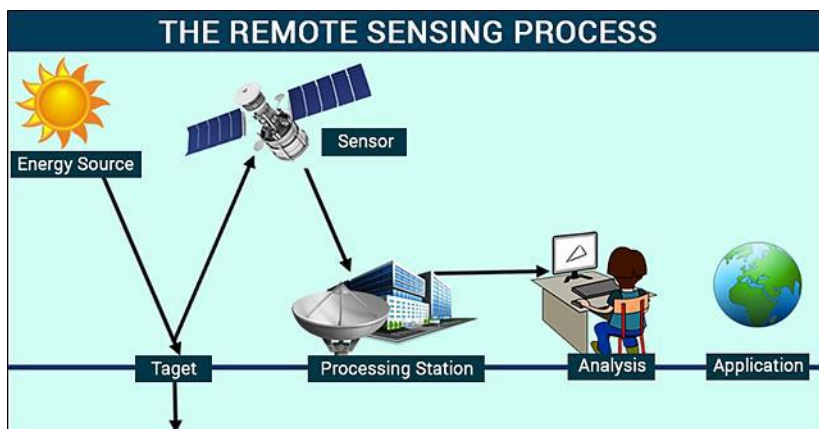 THE REMOTE SENSING PROCESS
Energy Source
Sensor
Taget
Processing Station
Analysis
Application